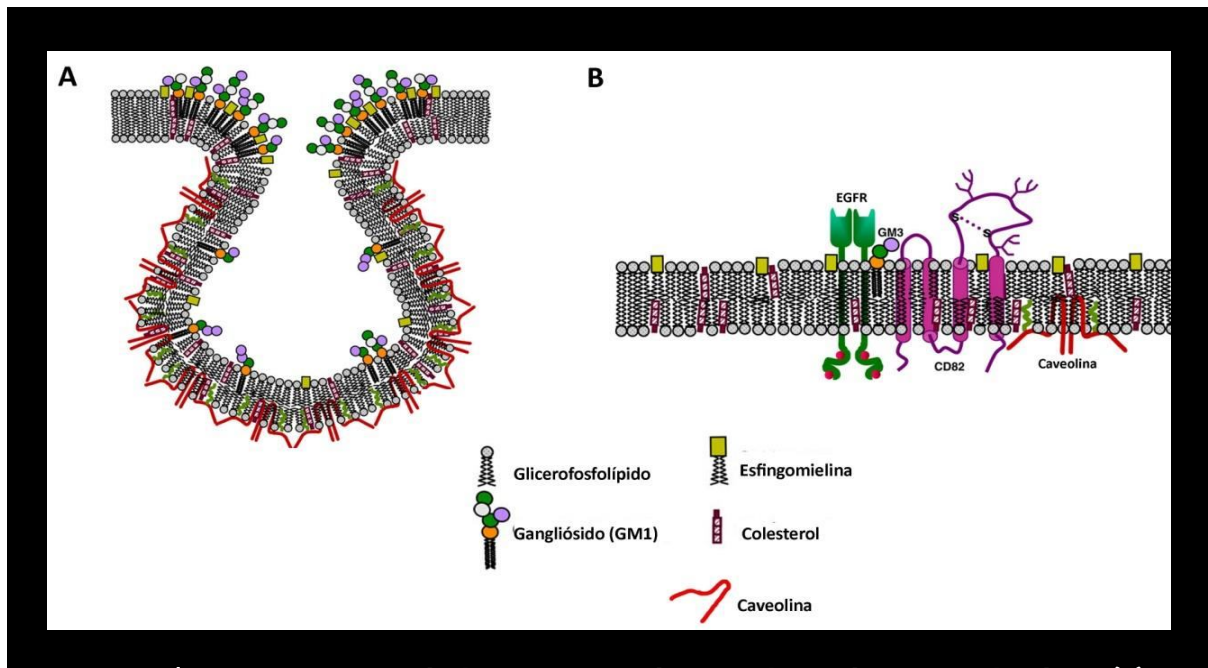 A
B
EGFR
GM3
S
S
CD82
Caveolina
Glicerofosfolípido
Esfingomielina
Gangliósido (GM1)
Colesterol
Caveolina